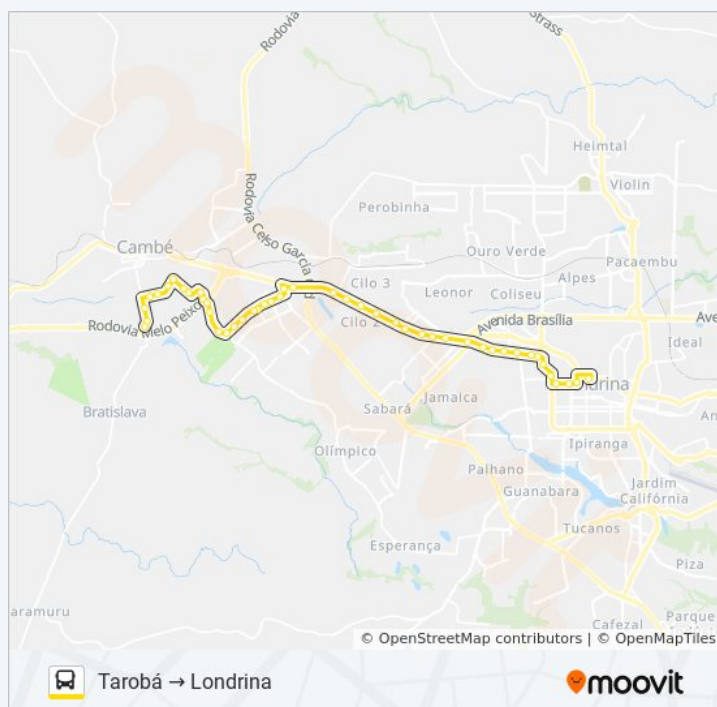 Rodovia
Strass
Heimtal
Violin
Perobinha
Rodovia Celso Garcia Cid
Cambé
Ouro Verde
Pacaembu
Cilo 3
Alpes
Leonor
Coliseu
Rodovia Melo Peixo
Cilo 2
Avenida Brasília
Ave
Ideal
drina
Bratislava
Jamaica
Sabará
An
Ipiranga
Olímpico
Palhano
Guanabara
Jardim
Califórnia
Tucanos
Esperança
Piza
aramuru
Parque
Cafezal
© OpenStreetMap contributors | © OpenMapTiles
Tarobá → Londrina
moovit